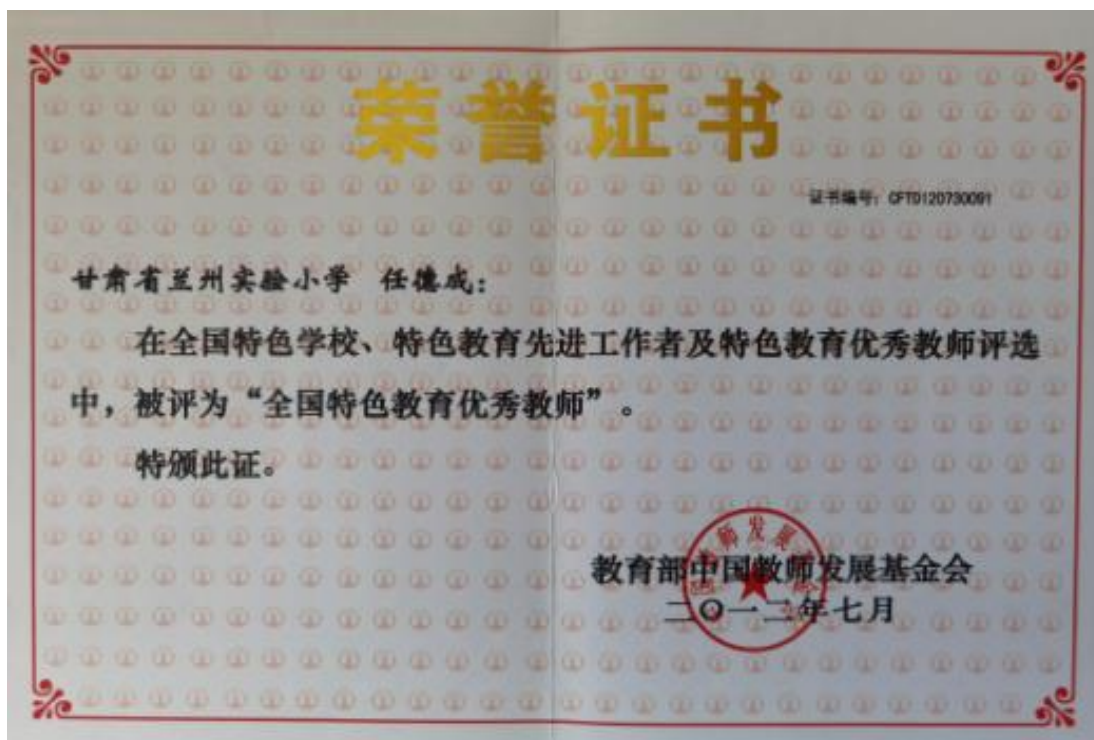 荣誉证书
证书编号：CFTD120730091
甘肃省兰州实验小学 任德成：
在全国特色学校、特色教育先进工作者及特色教育优秀教师评选
中，被评为“全国特色教育优秀教师”。
特颁此证。
教育部中国教师发展基金会
二〇一二年七月